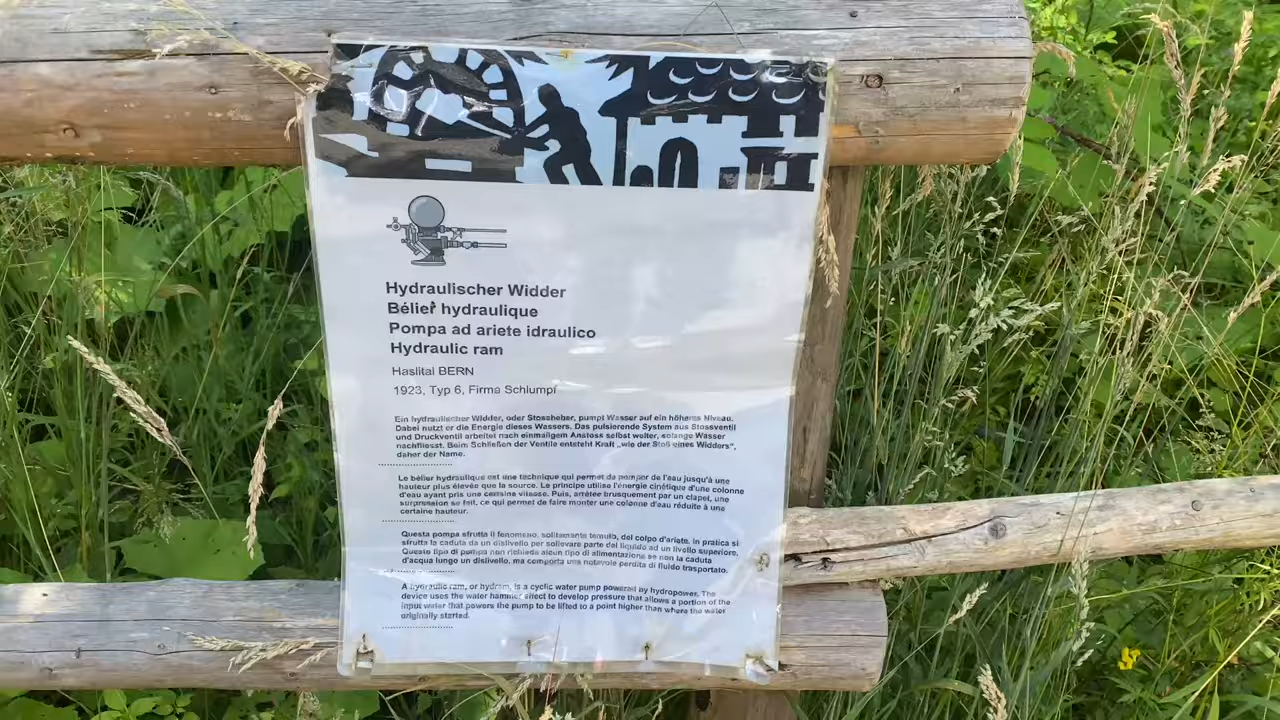 Hydraulischer Widder
Bélier hydraulique
Pompa ad ariete idraulico
Hydraulic ram
Haslital BERN
1923, Typ 6, Firma Schlumpf
Ein hydraulischer Widder, oder Stossheber, pumpt Wasser auf ein höheres Niveau.
Dabei nutzt er die Energie dieses Wassers. Das pulsierende System aus Stossventil
und Druckventil arbeitet nach einmaligem Anstoss selbst weiter, solange Wasser
nachfliesst. Beim Schließen der Ventile entsteht Kraft „wie der Stoß eines Widders",
daher der Name.
Le bélier hydraulique est une technique qui permet de pomper de l'eau jusqu'à une
hauteur plus élevée que la source. Le principe utilise l'énergie cinétique d'une colonne
d'eau ayant pris une certaine vitesse. Puis, arrêtée brusquement par un clapet, une
surpression se fait, ce qui permet de faire monter une colonne d'eau réduite à une
certaine hauteur.
Questa pompa sfrutta il fenomeno, solitamente temuto, del colpo d'ariete, in pratica si
sfrutta la caduta da un dislivello per sollevare parte del liquido ad un livello superiore.
Questo tipo di pompa non richiede alcun tipo di alimentazione se non la caduta
d'acqua lungo un dislivello, ma comporta una notevole perdita di fluido trasportato.
A hydraulic ram, or hydram, is a cyclic water pump powered by hydropower. The
device uses the water hammer effect to develop pressure that allows a portion of the
input water that powers the pump to be lifted to a point higher than where the water
originally started.